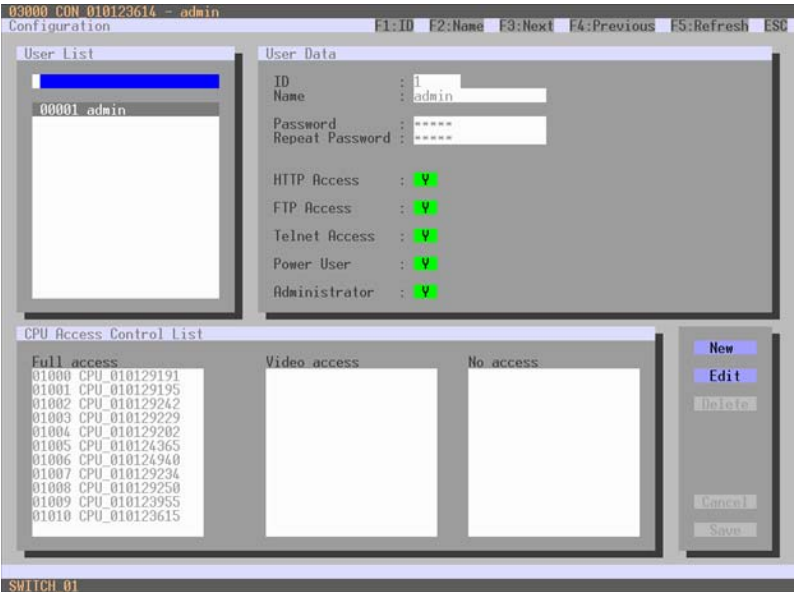 03000 CON 010123614 - admin
Configuration F1:ID F2:Name F3:Next F4:Previous F5:Refresh ESC
User List
00001 admin
User Data
ID : 1
Name : admin
Password : *****
Repeat Password : *****
HTTP Access : Y
FTP Access : Y
Telnet Access : Y
Power User : Y
Administrator : Y
CPU Access Control List
Full access
01000 CPU_010129191
01001 CPU_010129195
01002 CPU_010129242
01003 CPU_010129229
01004 CPU_010129202
01005 CPU_010124365
01006 CPU_010124940
01007 CPU_010129234
01008 CPU_010129250
01009 CPU_010123955
01010 CPU_010123615
Video access
No access
New
Edit
Delete
Cancel
Save
SWITCH_01